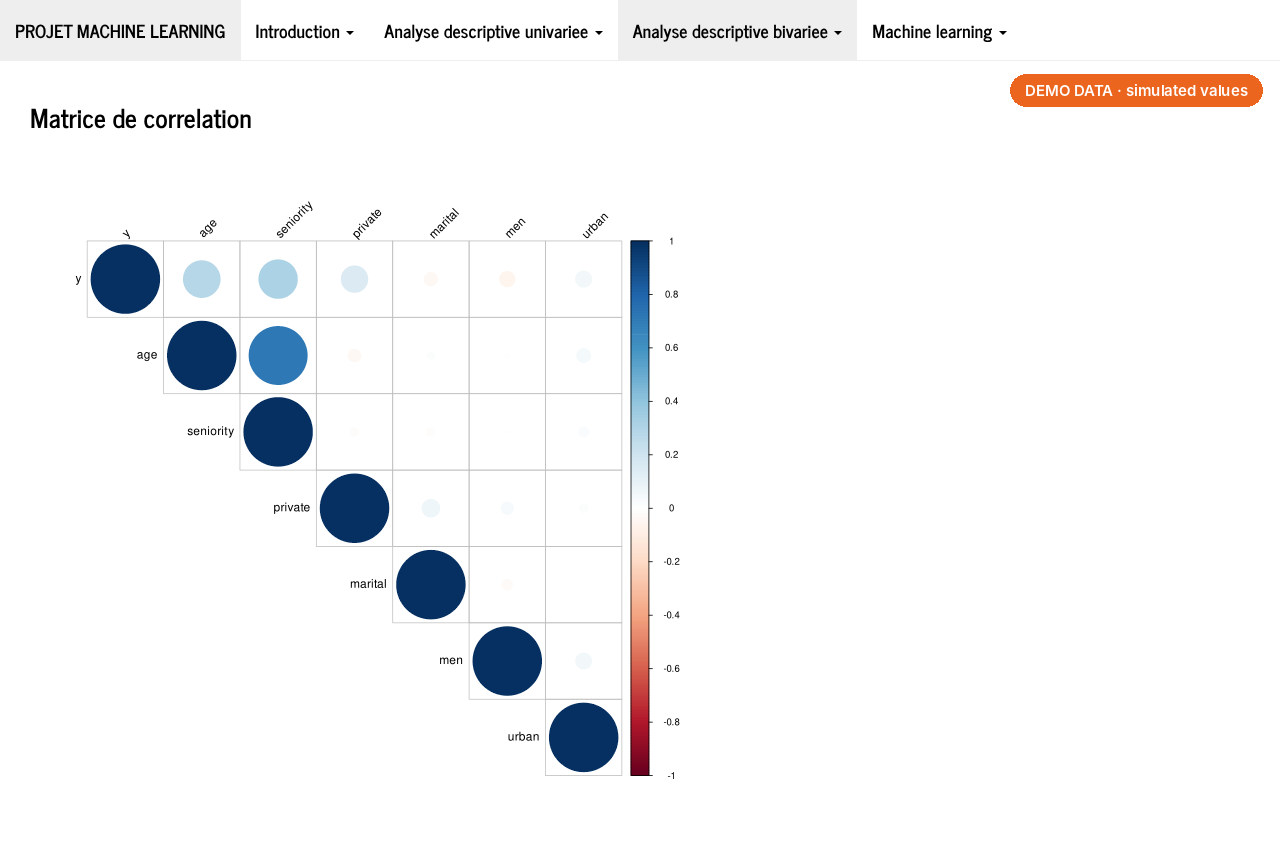 PROJET MACHINE LEARNING Introduction Analyse descriptive univariee Analyse descriptive bivariee Machine learning
DEMO DATA · simulated values
Matrice de correlation
y age seniority private marital men urban
y
age
seniority
private
marital
men
urban
1
0.8
0.6
0.4
0.2
0
-0.2
-0.4
-0.6
-0.8
-1